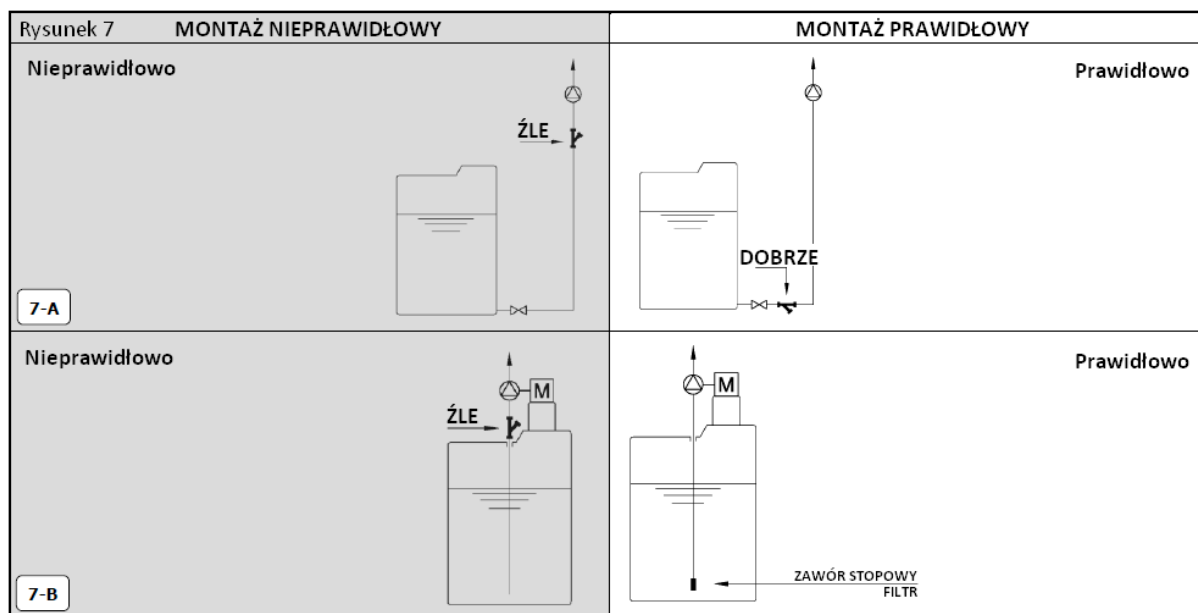 Rysunek 7 MONTAŻ NIEPRAWIDŁOWY
MONTAŻ PRAWIDŁOWY
Nieprawidłowo
ŹLE
7-A
Prawidłowo
DOBRZE
Nieprawidłowo
M
ŹLE
7-B
Prawidłowo
M
ZAWÓR STOPOWY
FILTR